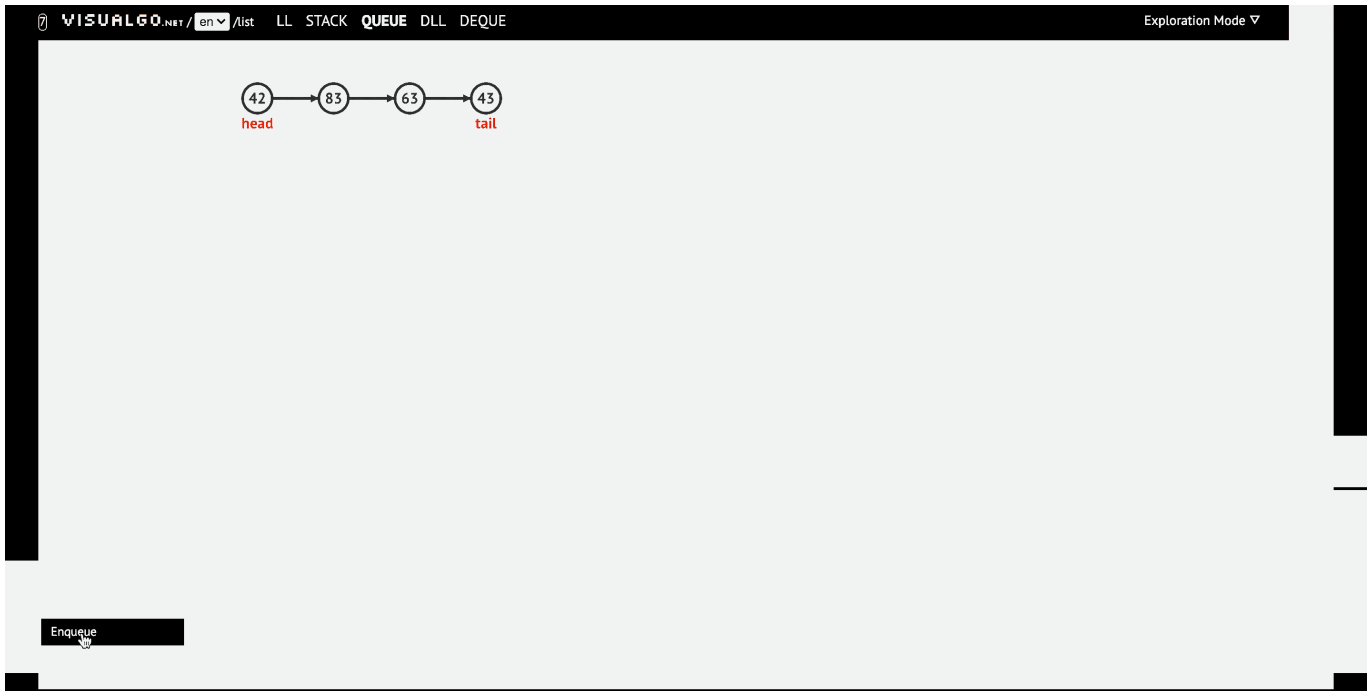 7 VISUALGO.NET / en /list LL STACK QUEUE DLL DEQUE Exploration Mode ▽
42 83 63 43
head tail
Enqueue